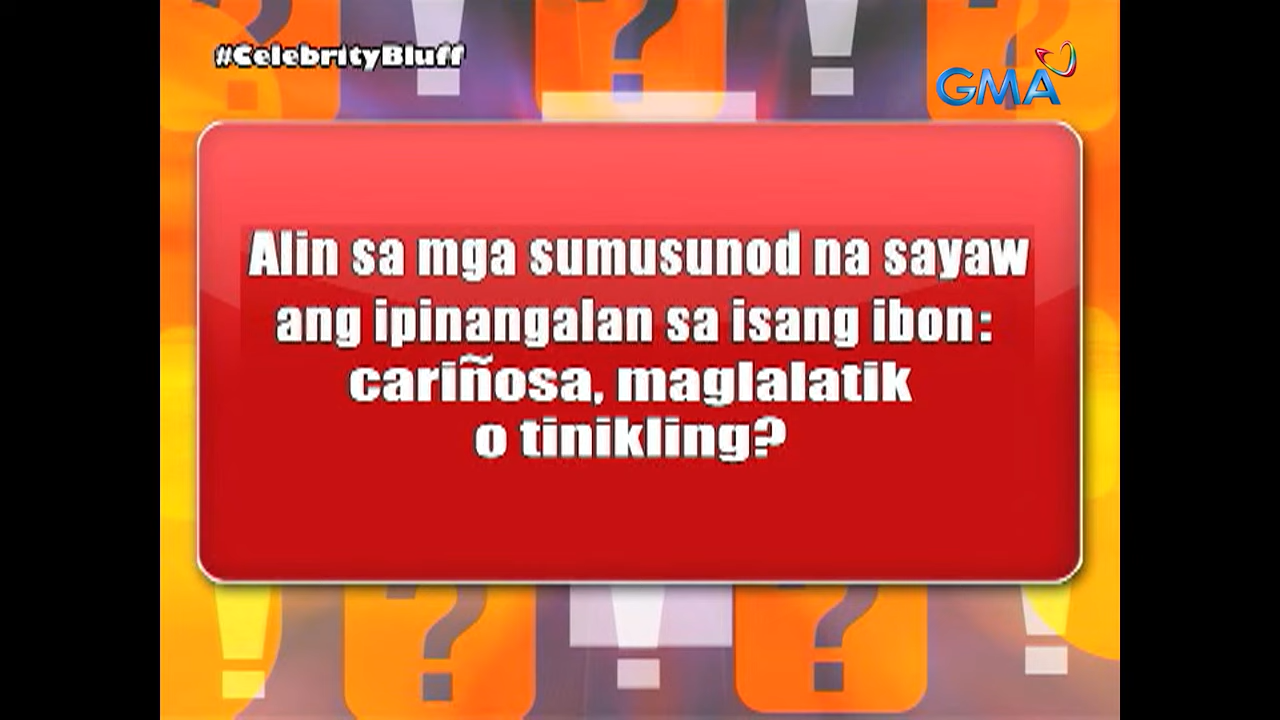 #CelebrityBluff
GMA
Alin sa mga sumusunod na sayaw
ang ipinangalan sa isang ibon:
cariñosa, maglalatik
o tinikling?